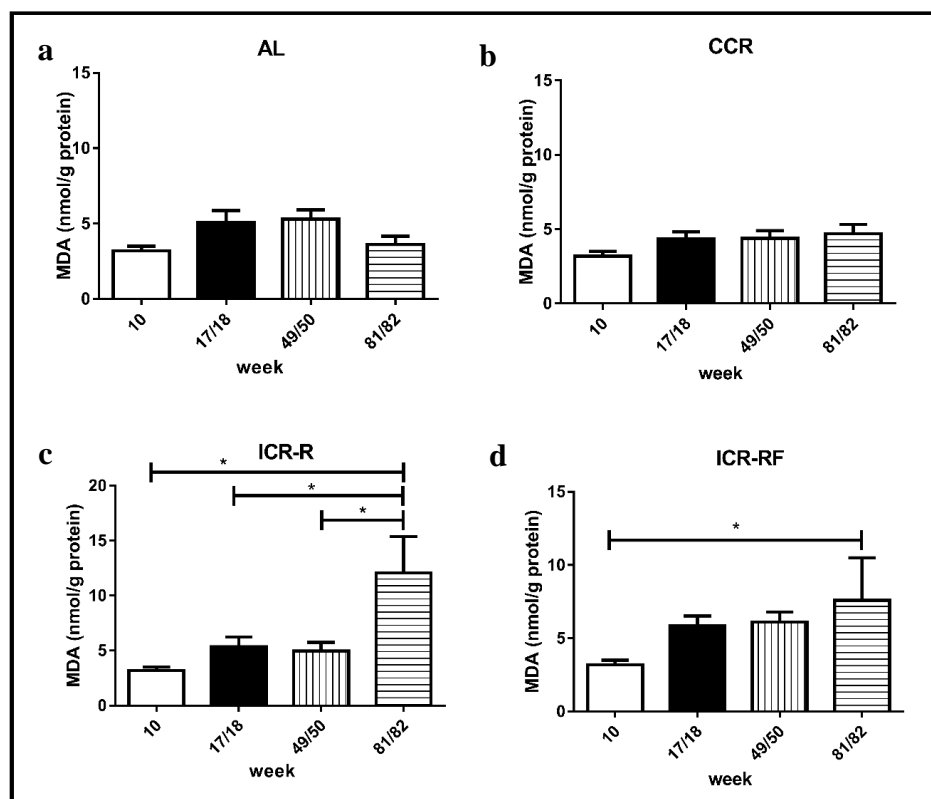 a
AL
MDA (nmol/g protein)
15
10
5
0
10
17/18
49/50
81/82
week
b
CCR
MDA (nmol/g protein)
15
10
5
0
10
17/18
49/50
81/82
week
c
ICR-R
*
*
*
MDA (nmol/g protein)
20
15
10
5
0
10
17/18
49/50
81/82
week
d
ICR-RF
*
MDA (nmol/g protein)
15
10
5
0
10
17/18
49/50
81/82
week